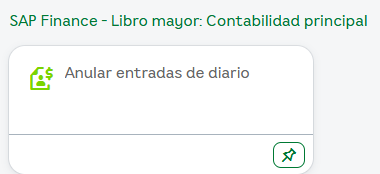 SAP Finance - Libro mayor: Contabilidad principal
Anular entradas de diario